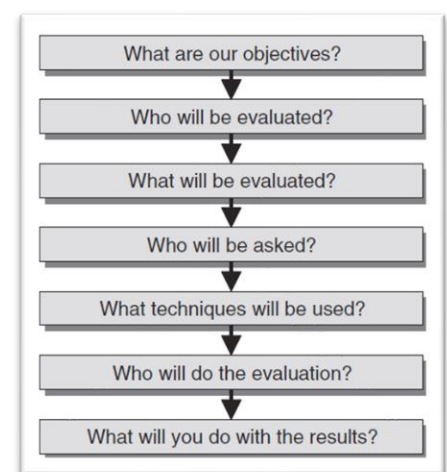 What are our objectives?
Who will be evaluated?
What will be evaluated?
Who will be asked?
What techniques will be used?
Who will do the evaluation?
What will you do with the results?